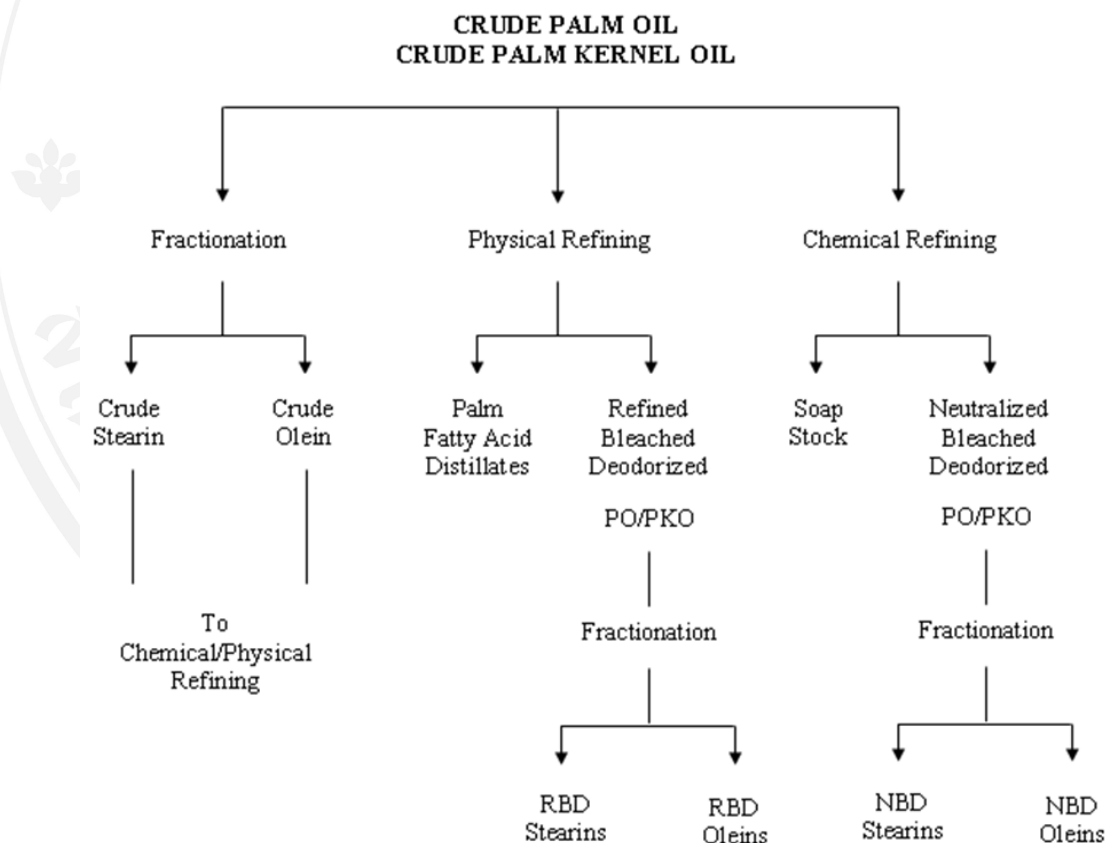 CRUDE PALM OIL
CRUDE PALM KERNEL OIL
Fractionation
Physical Refining
Chemical Refining
Crude
Stearin
Crude
Olein
Palm
Fatty Acid
Distillates
Refined
Bleached
Deodorized
PO/PKO
Soap
Stock
Neutralized
Bleached
Deodorized
PO/PKO
To
Chemical/Physical
Refining
Fractionation
Fractionation
RBD
Stearins
RBD
Oleins
NBD
Stearins
NBD
Oleins